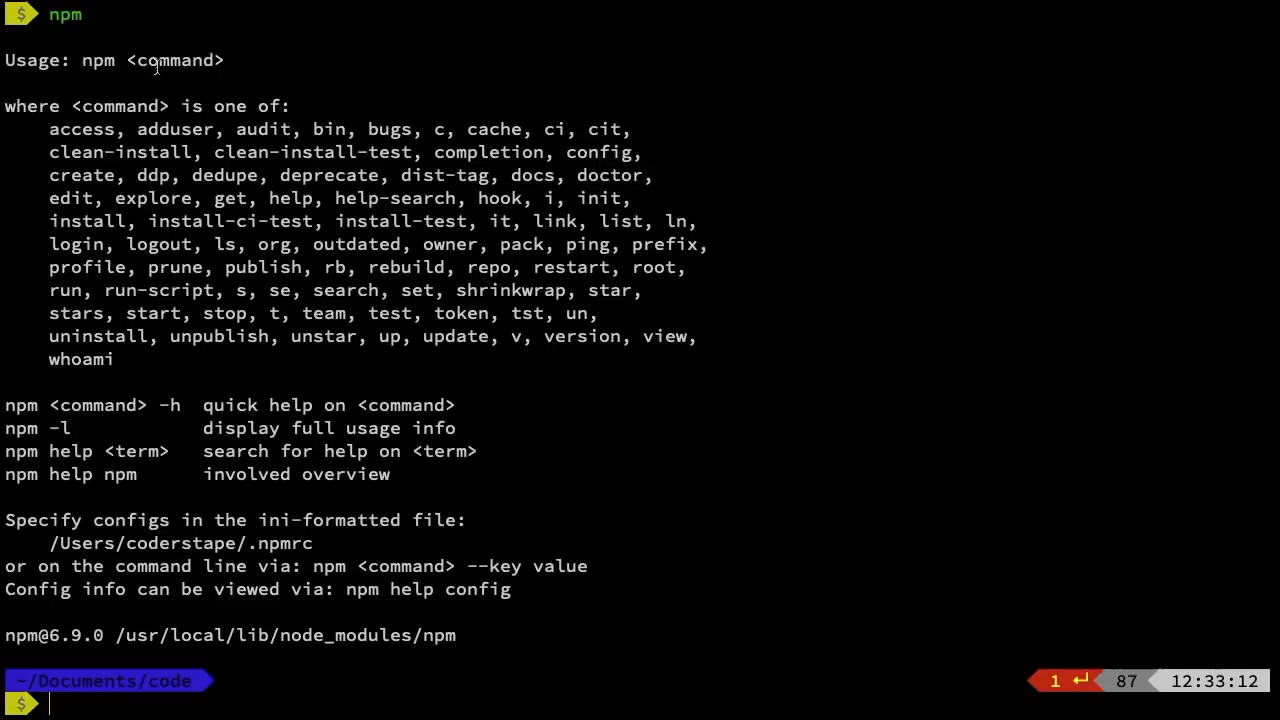 $ npm
Usage: npm <command>
where <command> is one of:
access, adduser, audit, bin, bugs, c, cache, ci, cit,
clean-install, clean-install-test, completion, config,
create, ddp, dedupe, deprecate, dist-tag, docs, doctor,
edit, explore, get, help, help-search, hook, i, init,
install, install-ci-test, install-test, it, link, list, ln,
login, logout, ls, org, outdated, owner, pack, ping, prefix,
profile, prune, publish, rb, rebuild, repo, restart, root,
run, run-script, s, se, search, set, shrinkwrap, star,
stars, start, stop, t, team, test, token, tst, un,
uninstall, unpublish, unstar, up, update, v, version, view,
whoami
npm <command> -h  quick help on <command>
npm -l            display full usage info
npm help <term>   search for help on <term>
npm help npm      involved overview
Specify configs in the ini-formatted file:
/Users/coderstape/.npmrc
or on the command line via: npm <command> --key value
Config info can be viewed via: npm help config
npm@6.9.0 /usr/local/lib/node_modules/npm
~/Documents/code 1 ↵ 87 12:33:12
$